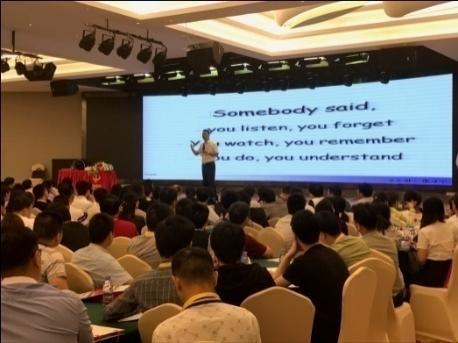 Somebody said,
you listen, you forget
watch, you remember
do, you understand